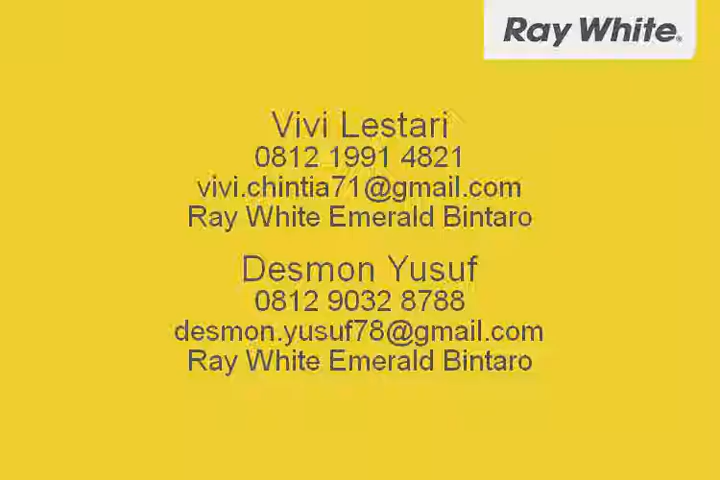 Ray White.
Vivi Lestari
0812 1991 4821
vivi.chintia71@gmail.com
Ray White Emerald Bintaro
Desmon Yusuf
0812 9032 8788
desmon.yusuf78@gmail.com
Ray White Emerald Bintaro